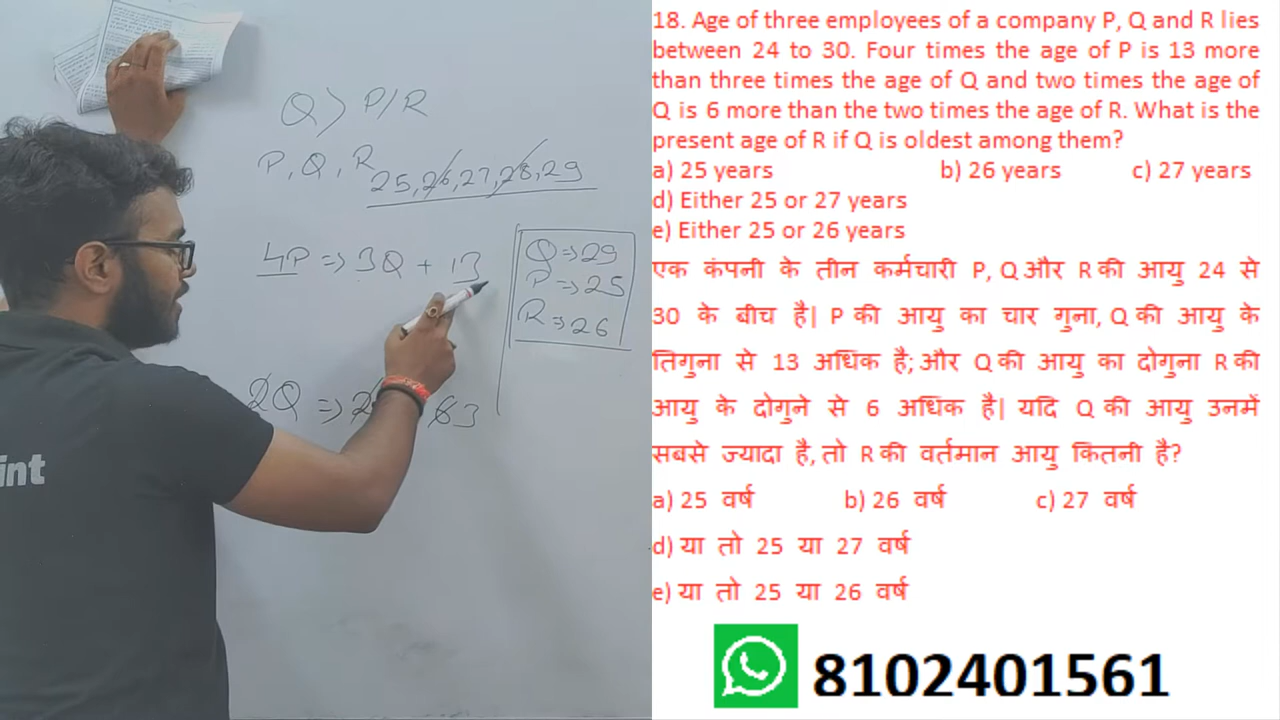 Q > P/R
P, Q, R
25, 26, 27, 28, 29
4P => 3Q + 13
Q => 29
P => 25
R => 26
2Q => 2 63
int
18. Age of three employees of a company P, Q and R lies
between 24 to 30. Four times the age of P is 13 more
than three times the age of Q and two times the age of
Q is 6 more than the two times the age of R. What is the
present age of R if Q is oldest among them?
a) 25 years b) 26 years c) 27 years
d) Either 25 or 27 years
e) Either 25 or 26 years
एक कंपनी के तीन कर्मचारी P, Q और R की आयु 24 से
30 के बीच है| P की आयु का चार गुना, Q की आयु के
तिगुना से 13 अधिक है; और Q की आयु का दोगुना R की
आयु के दोगुने से 6 अधिक है| यदि Q की आयु उनमें
सबसे ज्यादा है, तो R की वर्तमान आयु कितनी है?
a) 25 वर्ष b) 26 वर्ष c) 27 वर्ष
d) या तो 25 या 27 वर्ष
e) या तो 25 या 26 वर्ष
8102401561